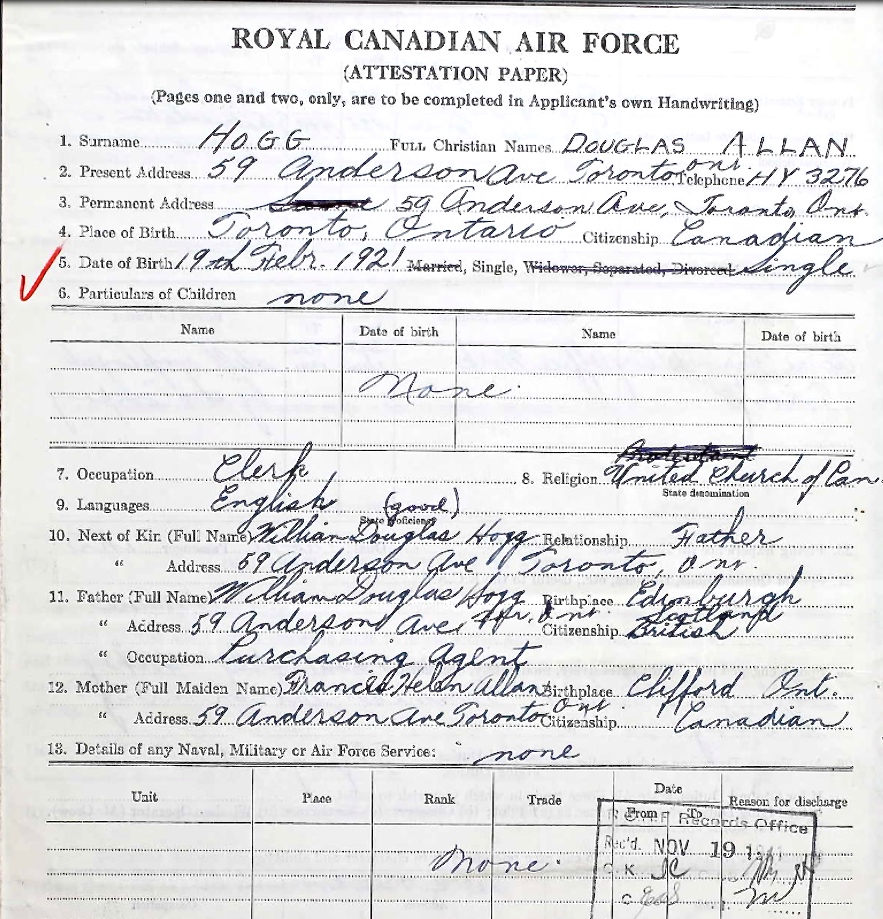 ROYAL CANADIAN AIR FORCE
(ATTESTATION PAPER)
(Pages one and two, only, are to be completed in Applicant's own Handwriting)
1. Surname HOGG FULL CHRISTIAN NAMES DOUGLAS ALLAN
2. Present Address 59 Anderson Ave Toronto Ont. Telephone HY 3276
3. Permanent Address 59 Anderson Ave, Toronto, Ont.
4. Place of Birth Toronto, Ontario Citizenship Canadian
5. Date of Birth 19th Febr. 1921 Married, Single, Widower, Separated, Divorced Single
6. Particulars of Children none
Name Date of birth Name Date of birth
None.
Protestant
7. Occupation Clerk 8. Religion United Church of Can.
State denomination
9. Languages English (good)
State Proficiency
10. Next of Kin (Full Name) William Douglas Hogg Relationship Father
" Address 59 Anderson Ave Toronto, Ont.
11. Father (Full Name) William Douglas Hogg Birthplace Edinburgh Scotland
" Address 59 Anderson Ave, Ont. Citizenship British
" Occupation Purchasing Agent
12. Mother (Full Maiden Name) Frances Helen Allan Birthplace Clifford Ont.
" Address 59 Anderson Ave Toronto Ont Citizenship Canadian
13. Details of any Naval, Military or Air Force Service: none
Unit Place Rank Trade Date Reason for discharge
From To
Records Office
Rec'd. NOV 19
None.